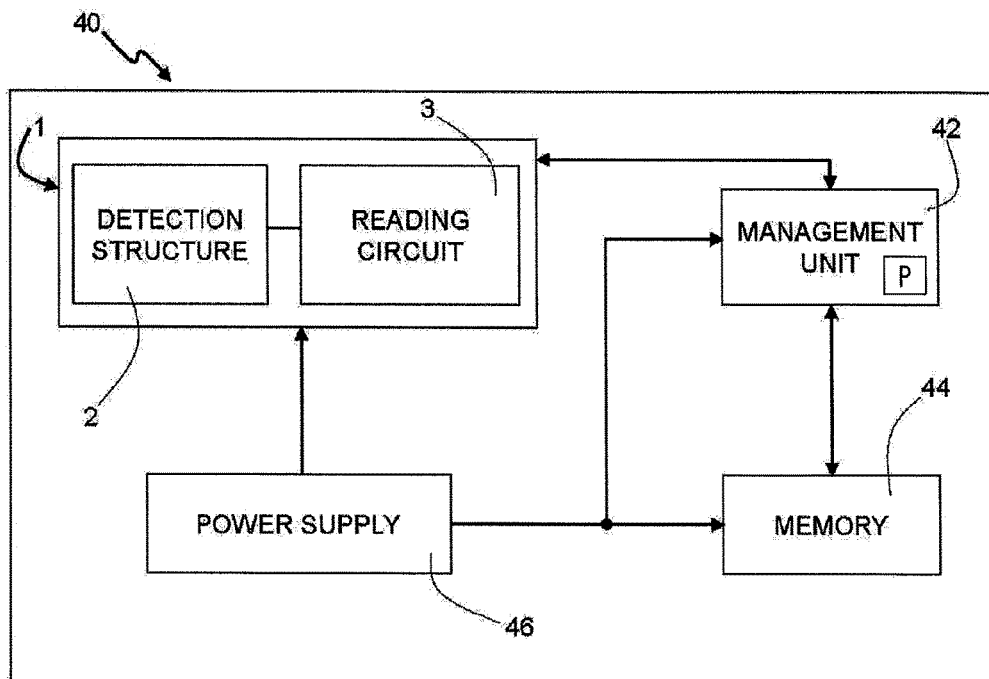 40
1
3
42
DETECTION
STRUCTURE
READING
CIRCUIT
MANAGEMENT
UNIT
P
2
44
POWER SUPPLY
MEMORY
46